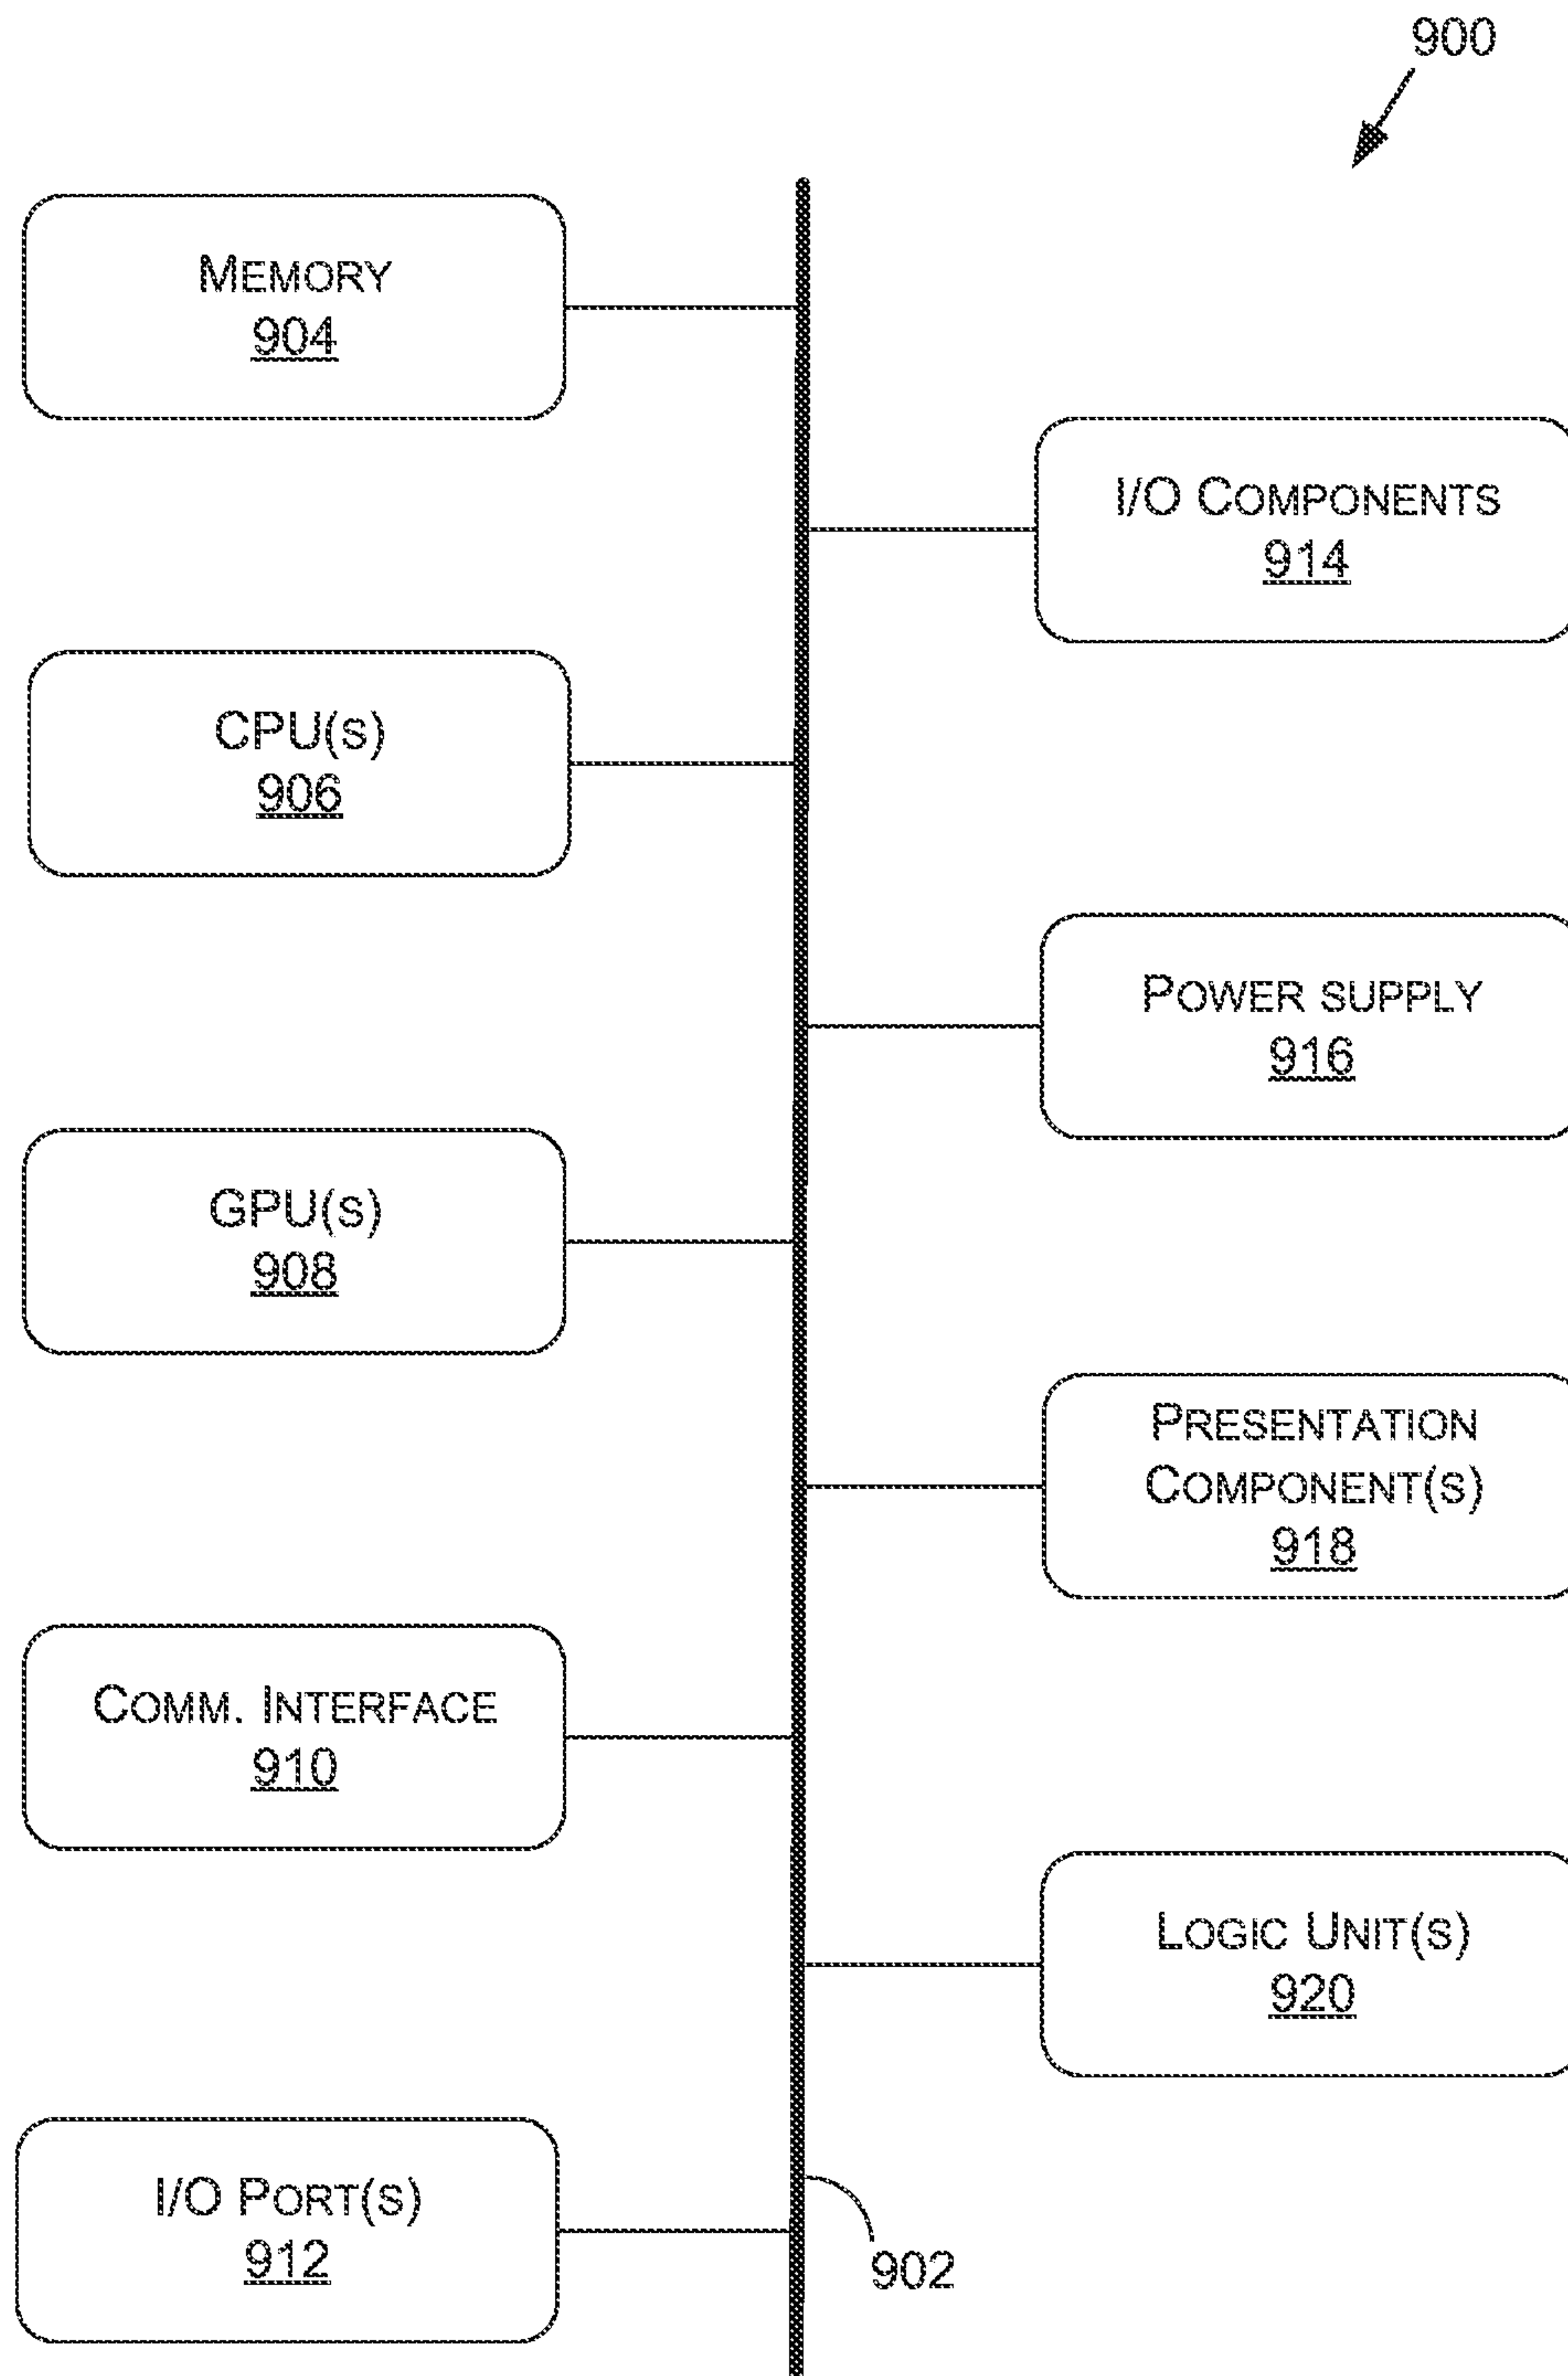 900
MEMORY
904
I/O COMPONENTS
914
CPU(S)
906
POWER SUPPLY
916
GPU(S)
908
PRESENTATION
COMPONENT(S)
918
COMM. INTERFACE
910
LOGIC UNIT(S)
920
I/O PORT(S)
912
902